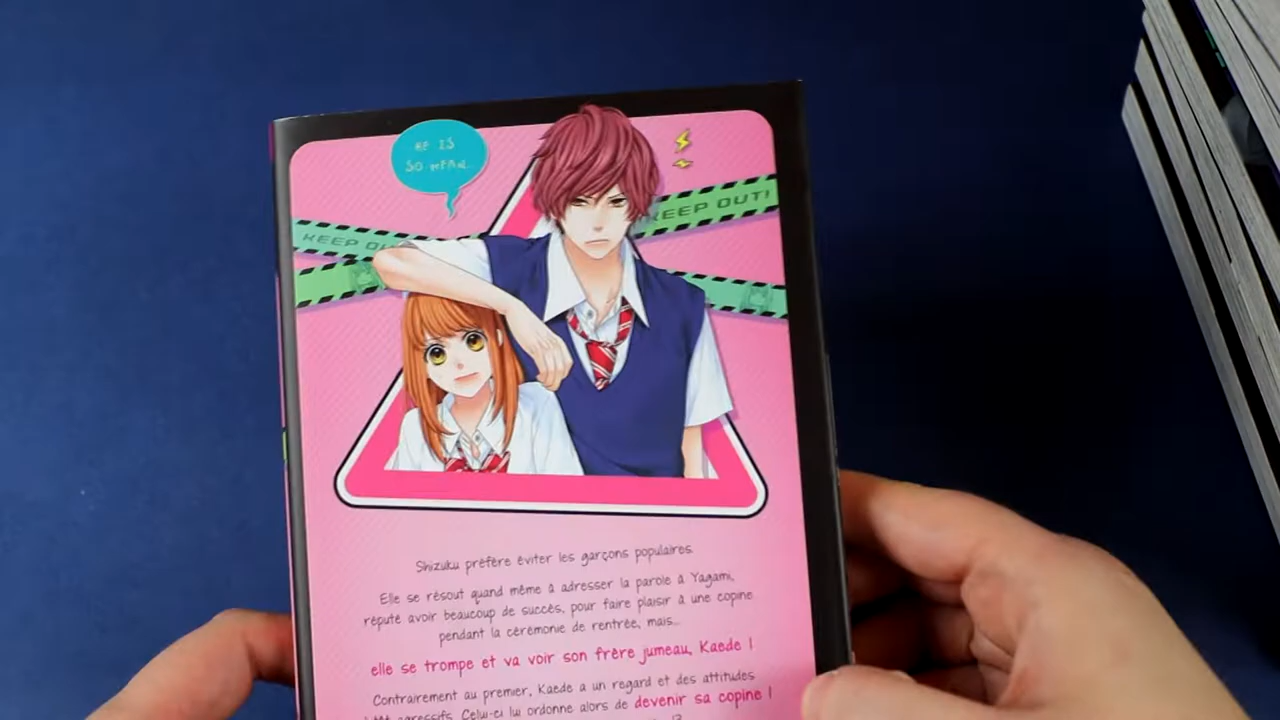 HE IS
SO MEAN...
KEEP OUT!
KEEP OU
Shizuku préfère éviter les garçons populaires.
Elle se résout quand même à adresser la parole à Yagami,
réputé avoir beaucoup de succès, pour faire plaisir à une copine
pendant la cérémonie de rentrée, mais...
elle se trompe et va voir son frère jumeau, Kaede !
Contrairement au premier, Kaede a un regard et des attitudes
agressifs. Celui-ci lui ordonne alors de devenir sa copine !